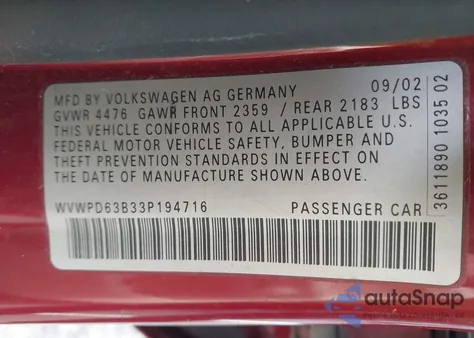 MFD BY VOLKSWAGEN AG GERMANY 09/02
GVWR 4476 GAWR FRONT 2359 / REAR 2183 LBS
THIS VEHICLE CONFORMS TO ALL APPLICABLE U.S.
FEDERAL MOTOR VEHICLE SAFETY, BUMPER AND
THEFT PREVENTION STANDARDS IN EFFECT ON
THE DATE OF MANUFACTURE SHOWN ABOVE.
WVWPD63B33P194716 PASSENGER CAR
3611890 1035 02
autoSnap